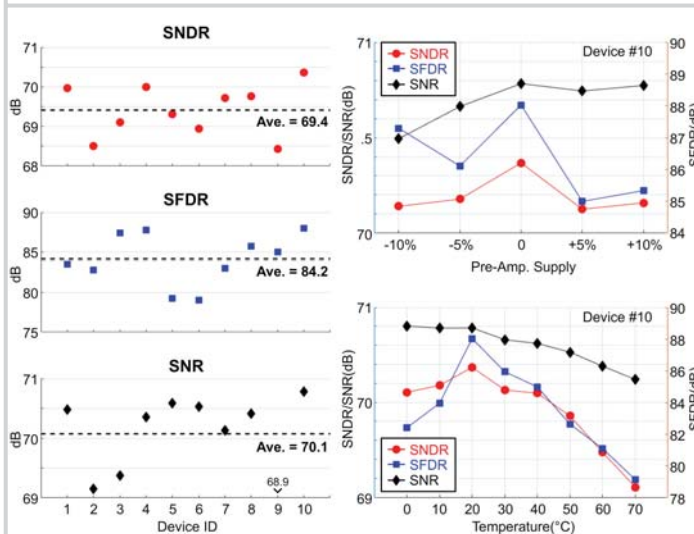 SNDR
71
70
69
68
dB
Ave. = 69.4
SFDR
90
85
80
75
dB
Ave. = 84.2
SNR
71
70
69
dB
Ave. = 70.1
68.9
1 2 3 4 5 6 7 8 9 10
Device ID
SNDR
SFDR
SNR
Device #10
71
.5
70
SNDR/SNR(dB)
90
89
88
87
86
85
84
SFDR(dB)
-10% -5% 0 +5% +10%
Pre-Amp. Supply
Device #10
71
70
69
SNDR/SNR(dB)
90
88
86
84
82
80
78
SFDR(dB)
SNDR
SFDR
SNR
0 10 20 30 40 50 60 70
Temperature(°C)